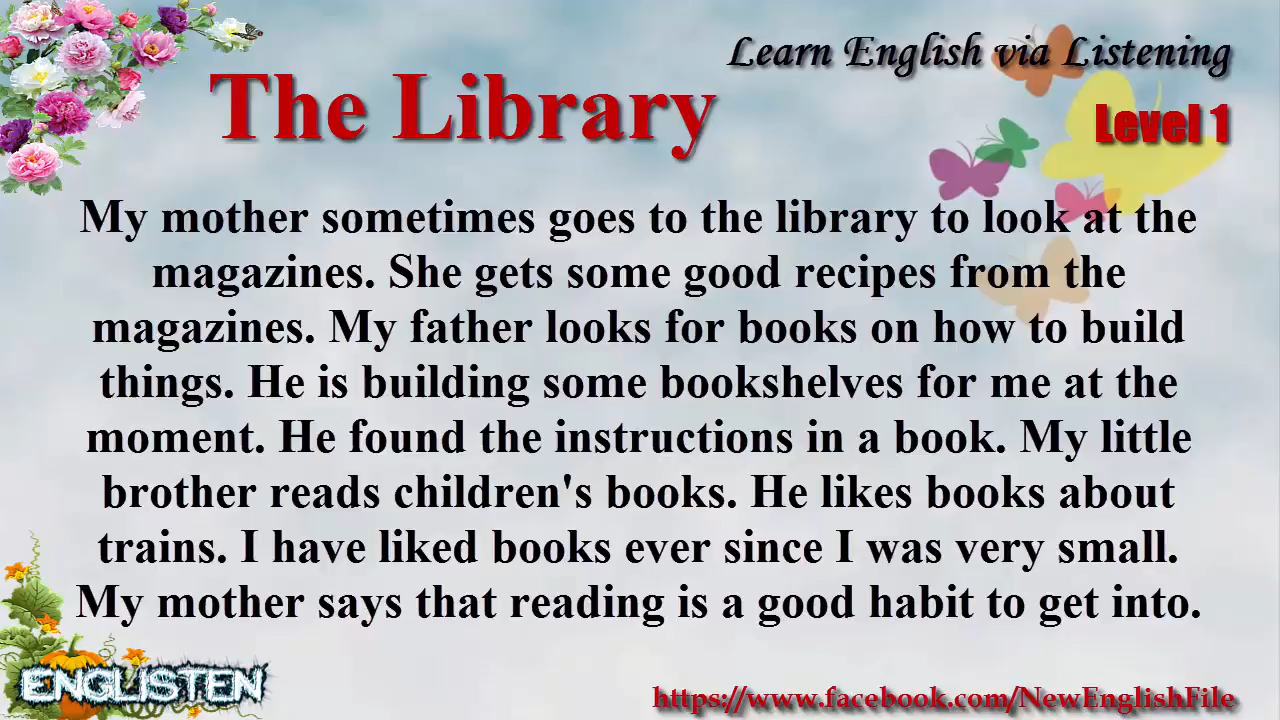 Learn English via Listening
The Library
Level 1
My mother sometimes goes to the library to look at the
magazines. She gets some good recipes from the
magazines. My father looks for books on how to build
things. He is building some bookshelves for me at the
moment. He found the instructions in a book. My little
brother reads children's books. He likes books about
trains. I have liked books ever since I was very small.
My mother says that reading is a good habit to get into.
ENGLISTEN
https://www.facebook.com/NewEnglishFile